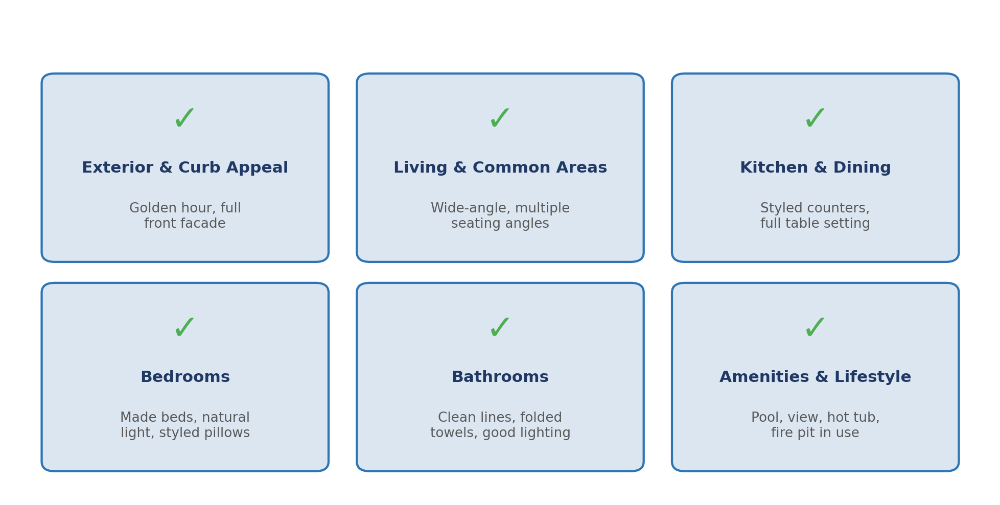 ✓
Exterior & Curb Appeal
Golden hour, full
front facade
✓
Living & Common Areas
Wide-angle, multiple
seating angles
✓
Kitchen & Dining
Styled counters,
full table setting
✓
Bedrooms
Made beds, natural
light, styled pillows
✓
Bathrooms
Clean lines, folded
towels, good lighting
✓
Amenities & Lifestyle
Pool, view, hot tub,
fire pit in use